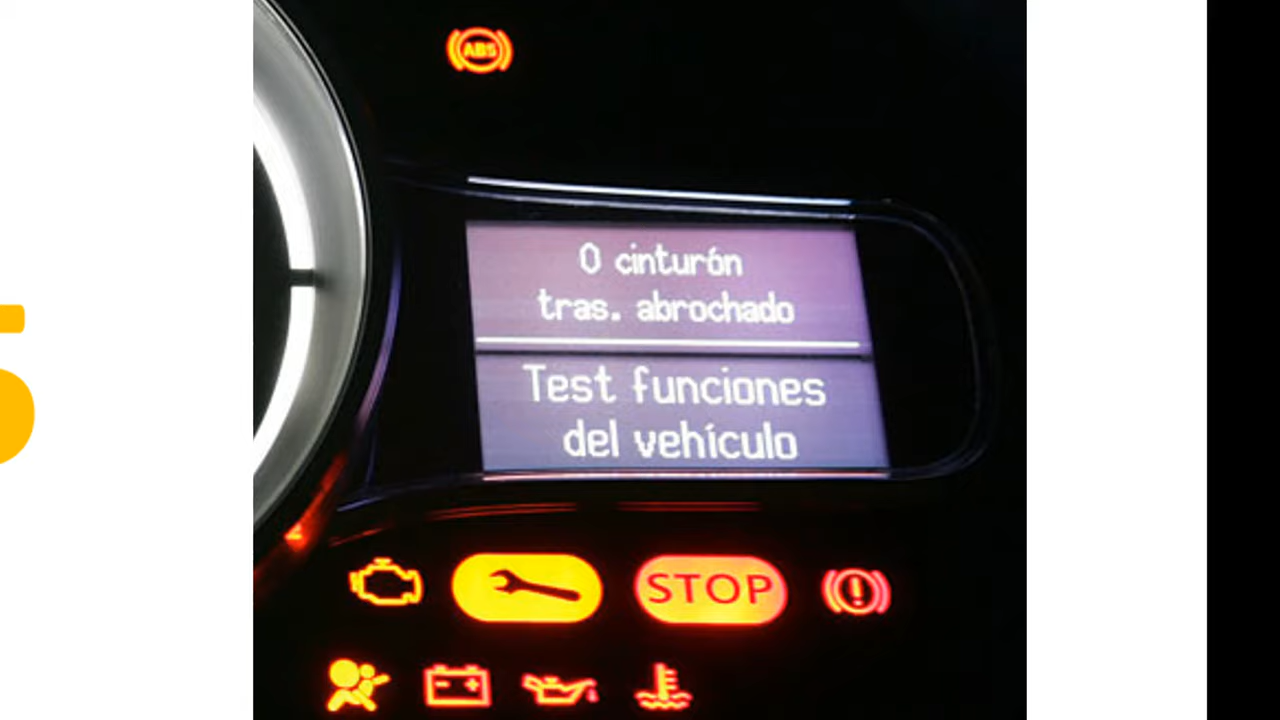 ABS
0 cinturón
tras. abrochado
Test funciones
del vehículo
STOP